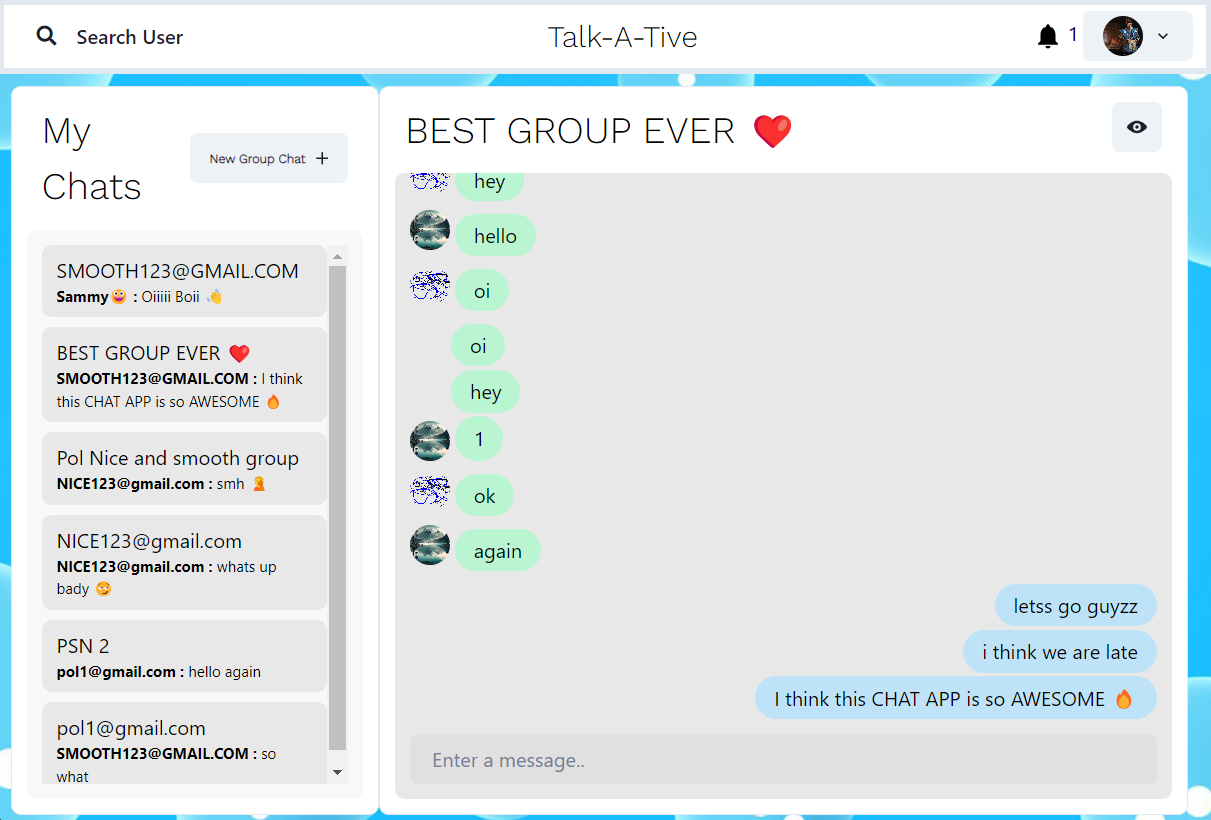 Search User
Talk-A-Tive
1
My
Chats
New Group Chat +
SMOOTH123@GMAIL.COM
Sammy😀 : Oiiiii Boii 👋
BEST GROUP EVER ❤️
SMOOTH123@GMAIL.COM : I think
this CHAT APP is so AWESOME 🔥
Pol Nice and smooth group
NICE123@gmail.com : smh 🤦
NICE123@gmail.com
NICE123@gmail.com : whats up
bady 😏
PSN 2
pol1@gmail.com : hello again
pol1@gmail.com
SMOOTH123@GMAIL.COM : so
what
BEST GROUP EVER ❤️
hey
hello
oi
oi
hey
1
ok
again
letss go guyzz
i think we are late
I think this CHAT APP is so AWESOME 🔥
Enter a message..